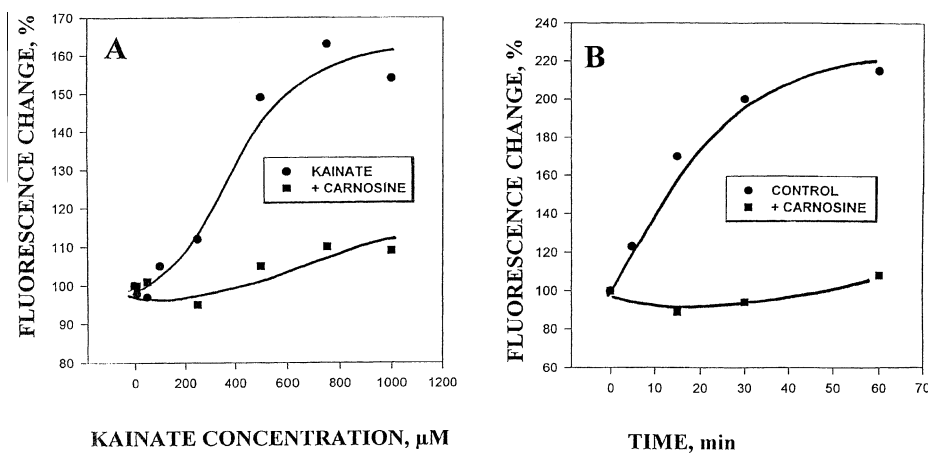 A
FLUORESCENCE CHANGE, %
170
160
150
140
130
120
110
100
90
80
KAINATE
+ CARNOSINE
0 200 400 600 800 1000 1200
KAINATE CONCENTRATION, µM
B
FLUORESCENCE CHANGE, %
240
220
200
180
160
140
120
100
80
60
CONTROL
+ CARNOSINE
0 10 20 30 40 50 60 70
TIME, min